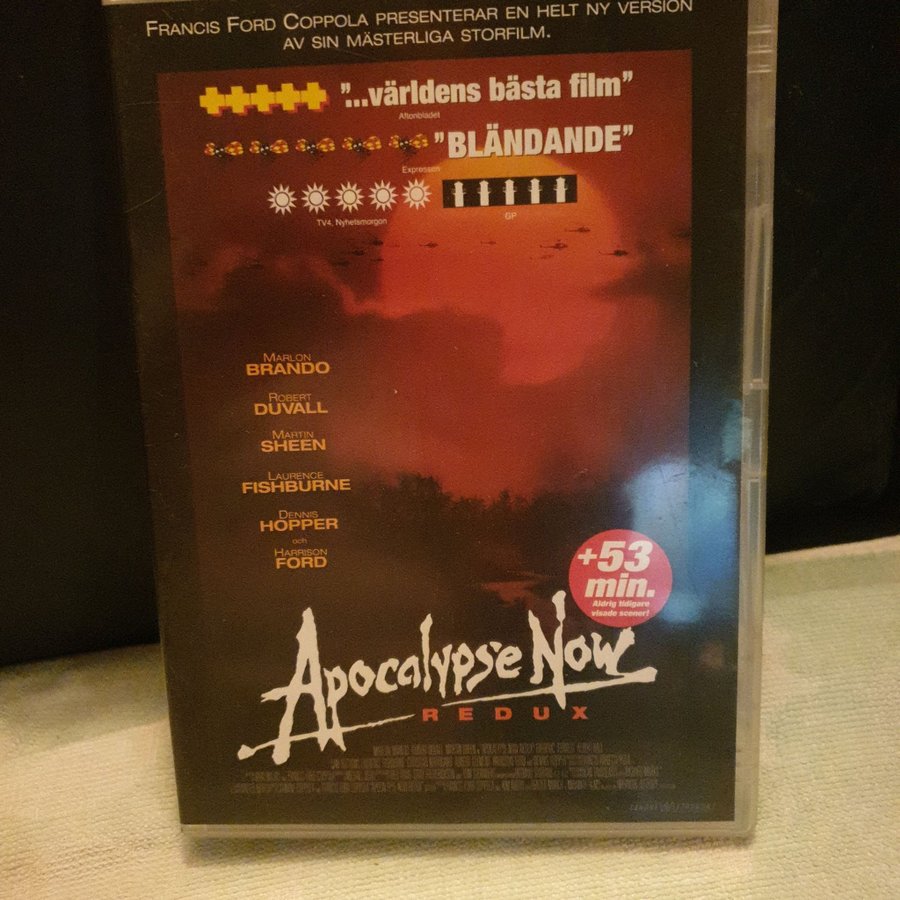 FRANCIS FORD COPPOLA PRESENTERAR EN HELT NY VERSION
AV SIN MÄSTERLIGA STORFILM.
"...världens bästa film"
Aftonbladet
"BLÄNDANDE"
Expressen
TV4, Nyhetsmorgon
GP
MARLON
BRANDO
ROBERT
DUVALL
MARTIN
SHEEN
LAURENCE
FISHBURNE
DENNIS
HOPPER
och
HARRISON
FORD
+53
min.
Aldrig tidigare
visade scener!
Apocalypse Now
REDUX